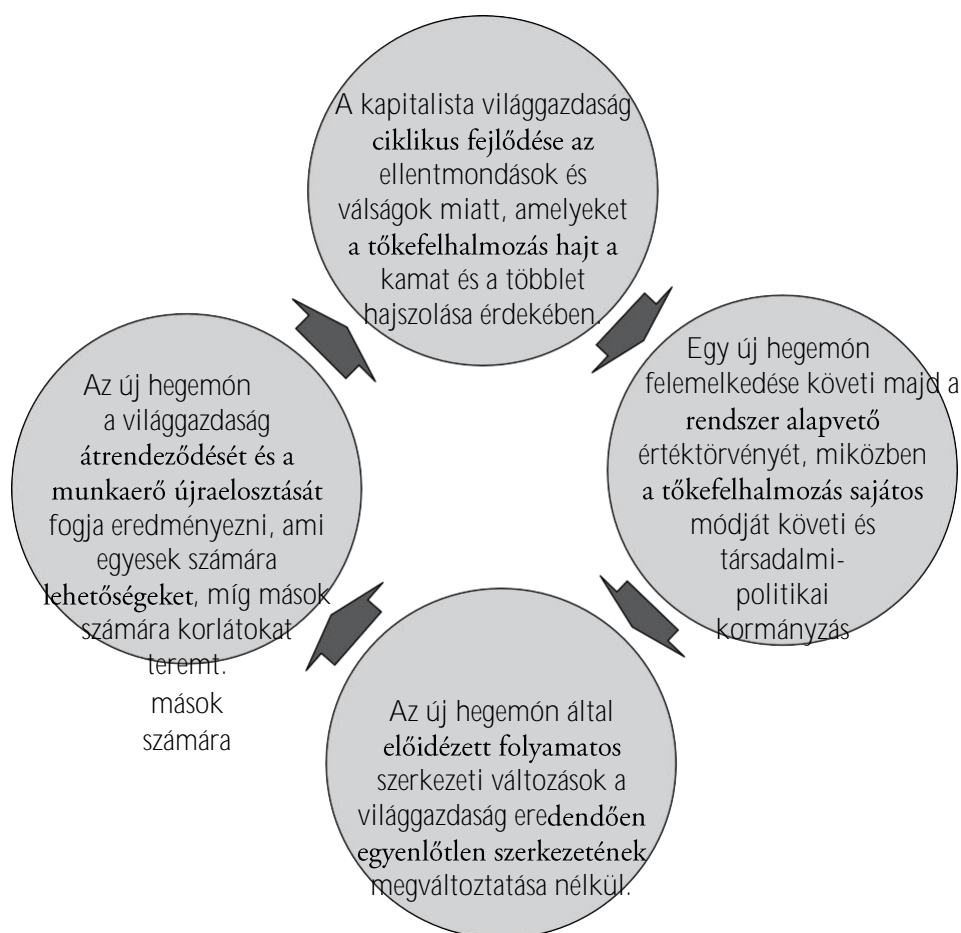 A kapitalista világgazdaság
ciklikus fejlődése az
ellentmondások és
válságok miatt, amelyeket
a tőkefelhalmozás hajt a
kamat és a többlet
hajszolása érdekében.
Egy új hegemón
felemelkedése követi majd a
rendszer alapvető
értéktörvényét, miközben
a tőkefelhalmozás sajátos
módját követi és
társadalmi-
politikai
kormányzás
Az új hegemón által
előidézett folyamatos
szerkezeti változások a
világgazdaság eredendően
egyenlőtlen szerkezetének
megváltoztatása nélkül.
Az új hegemón
a világgazdaság
átrendeződését és a
munkaerő újraelosztását
fogja eredményezni, ami
egyesek számára
lehetőségeket, míg mások
számára korlátokat
teremt.
mások
számára